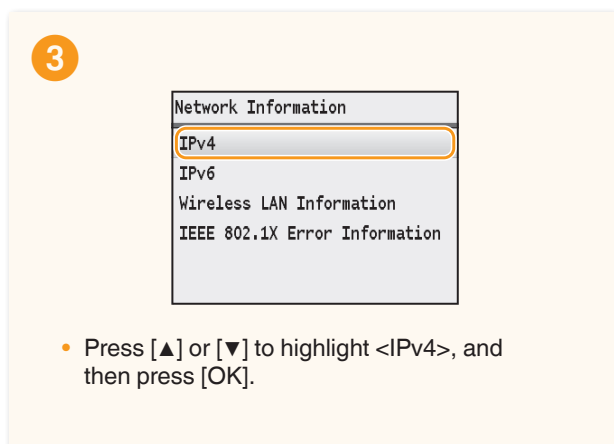 3
Network Information
IPv4
IPv6
Wireless LAN Information
IEEE 802.1X Error Information
• Press [▲] or [▼] to highlight <IPv4>, and
then press [OK].